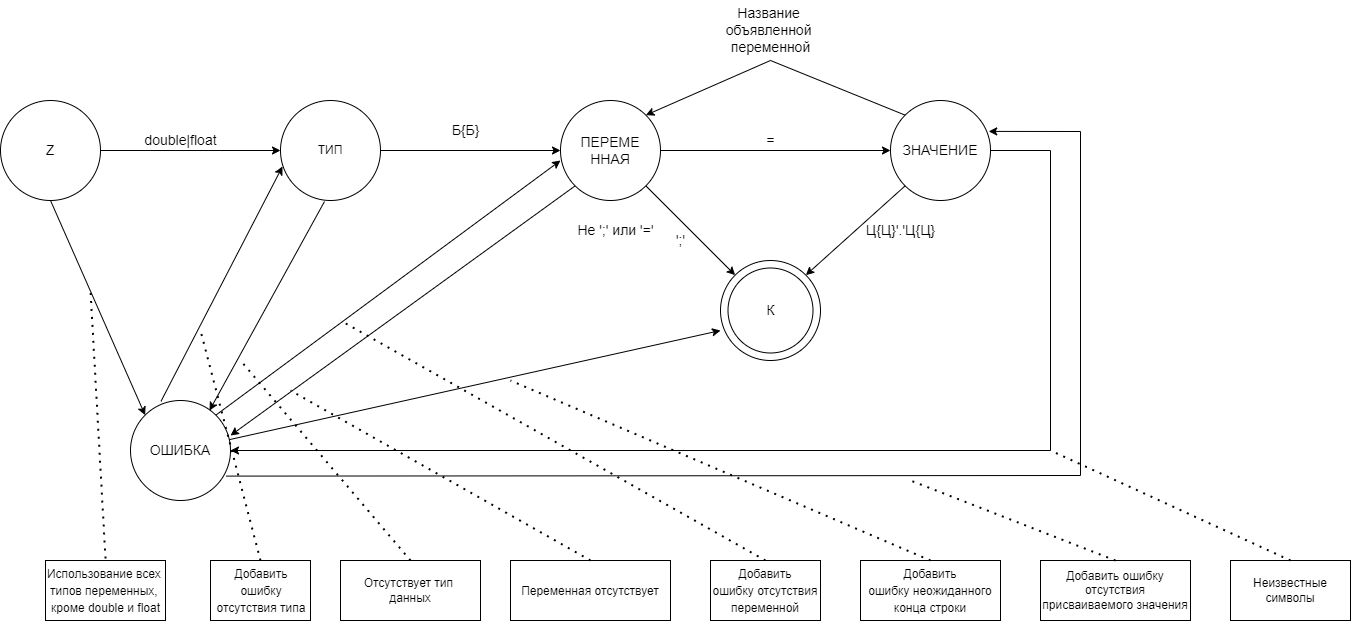 Название
объявленной
переменной
Z
double|float
ТИП
Б{Б}
ПЕРЕМЕ
ННАЯ
=
ЗНАЧЕНИЕ
Не ';' или '='
';'
Ц{Ц}'.'Ц{Ц}
К
ОШИБКА
Использование всех
типов переменных,
кроме double и float
Добавить
ошибку
отсутствия типа
Отсутствует тип
данных
Переменная отсутствует
Добавить
ошибку отсутствия
переменной
Добавить
ошибку неожиданного
конца строки
Добавить ошибку
отсутствия
присваиваемого значения
Неизвестные
символы